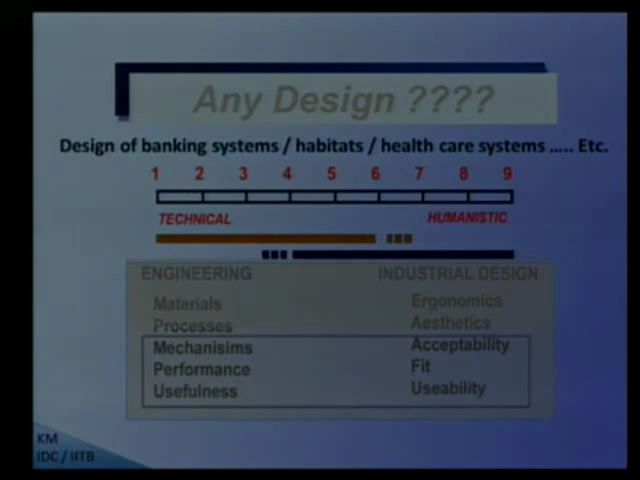 Any Design ????
Design of banking systems / habitats / health care systems ..... Etc.
1 2 3 4 5 6 7 8 9
TECHNICAL HUMANISTIC
ENGINEERING INDUSTRIAL DESIGN
Materials Ergonomics
Processes Aesthetics
Mechanisims Acceptability
Performance Fit
Usefulness Useability
KM
IDC / IITB